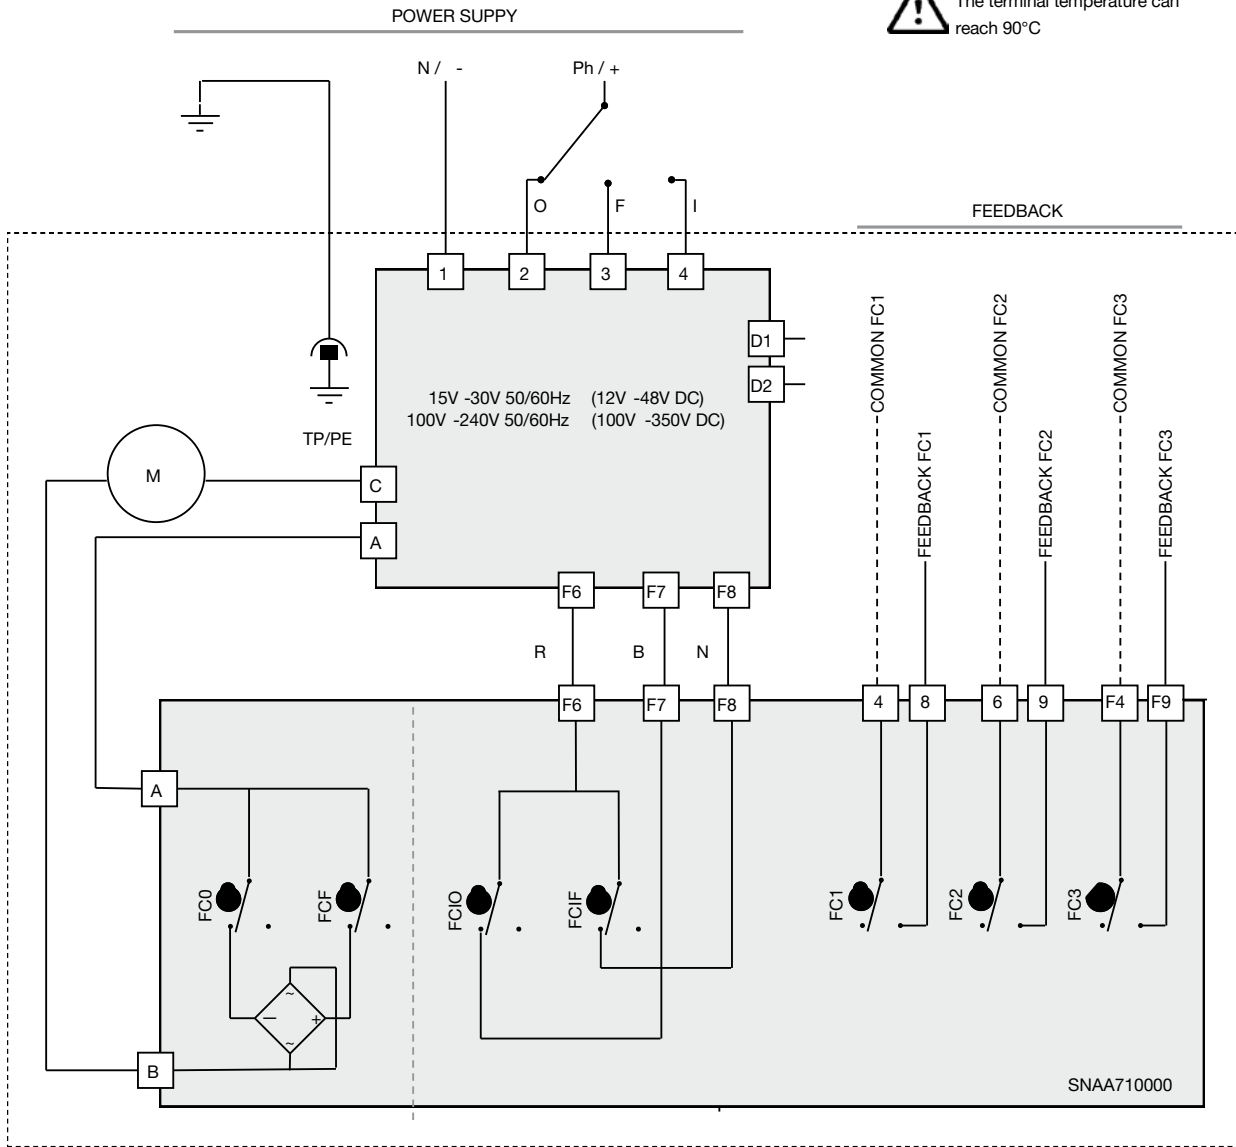 POWER SUPPY
The terminal temperature can
reach 90°C
N / -
Ph / +
O
F
I
FEEDBACK
1
2
3
4
D1
D2
15V -30V 50/60Hz (12V -48V DC)
100V -240V 50/60Hz (100V -350V DC)
TP/PE
M
C
A
COMMON FC1
FEEDBACK FC1
COMMON FC2
FEEDBACK FC2
COMMON FC3
FEEDBACK FC3
F6
F7
F8
R
B
N
F6
F7
F8
4
8
6
9
F4
F9
A
FC0
FCF
FCIO
FCIF
FC1
FC2
FC3
~
— +
~
B
SNAA710000